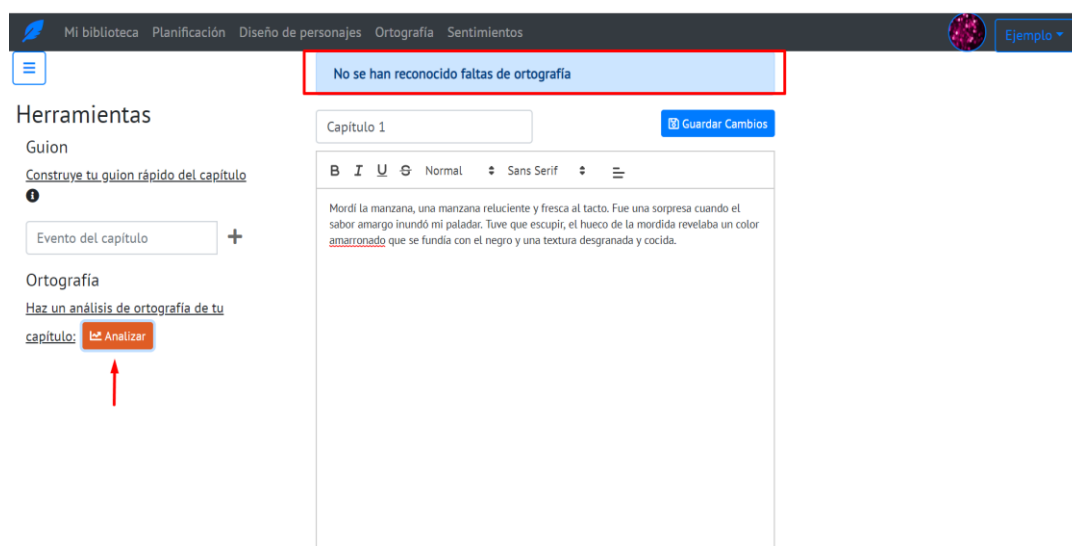 Mi biblioteca Planificación Diseño de personajes Ortografía Sentimientos
Ejemplo
No se han reconocido faltas de ortografía
Herramientas
Guion
Construye tu guion rápido del capítulo
Evento del capítulo
Ortografía
Haz un análisis de ortografía de tu
capítulo: Analizar
Capítulo 1
Guardar Cambios
B I U S Normal Sans Serif
Mordí la manzana, una manzana reluciente y fresca al tacto. Fue una sorpresa cuando el
sabor amargo inundó mi paladar. Tuve que escupir, el hueco de la mordida revelaba un color
amarronado que se fundía con el negro y una textura desgranada y cocida.